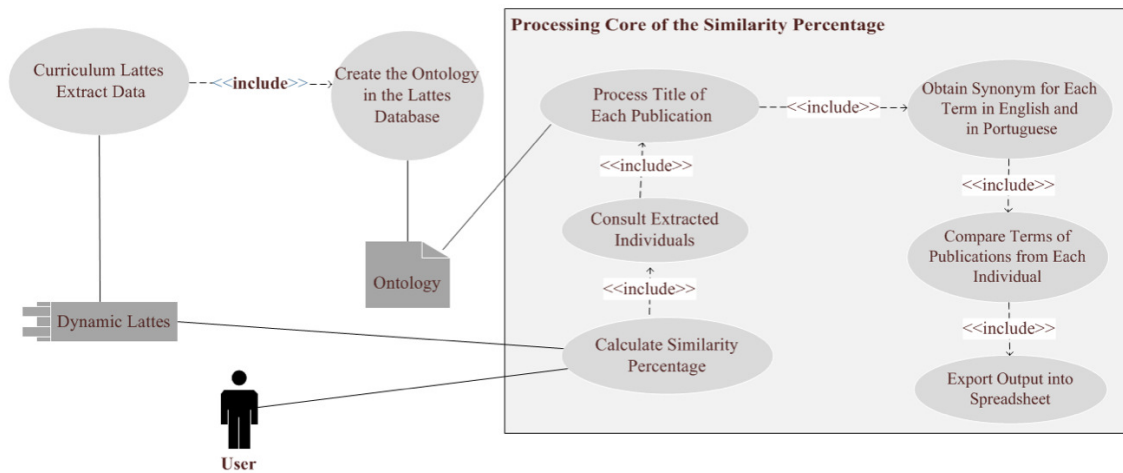 Processing Core of the Similarity Percentage
Curriculum Lattes
Extract Data
<<include>>
Create the Ontology
in the Lattes
Database
Process Title of
Each Publication
<<include>>
Obtain Synonym for Each
Term in English and
in Portuguese
<<include>>
<<include>>
Consult Extracted
Individuals
Compare Terms of
Publications from Each
Individual
Ontology
<<include>>
<<include>>
Dynamic Lattes
Calculate Similarity
Percentage
Export Output into
Spreadsheet
User